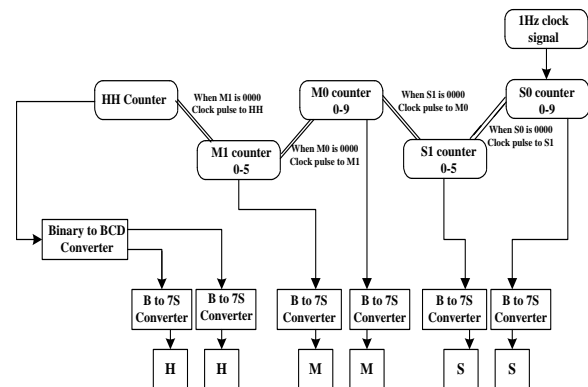 1Hz clock
signal
HH Counter
When M1 is 0000
Clock pulse to HH
M0 counter
0-9
When S1 is 0000
Clock pulse to M0
S0 counter
0-9
M1 counter
0-5
When M0 is 0000
Clock pulse to M1
S1 counter
0-5
When S0 is 0000
Clock pulse to S1
Binary to BCD
Converter
B to 7S
Converter
B to 7S
Converter
B to 7S
Converter
B to 7S
Converter
B to 7S
Converter
B to 7S
Converter
H
H
M
M
S
S